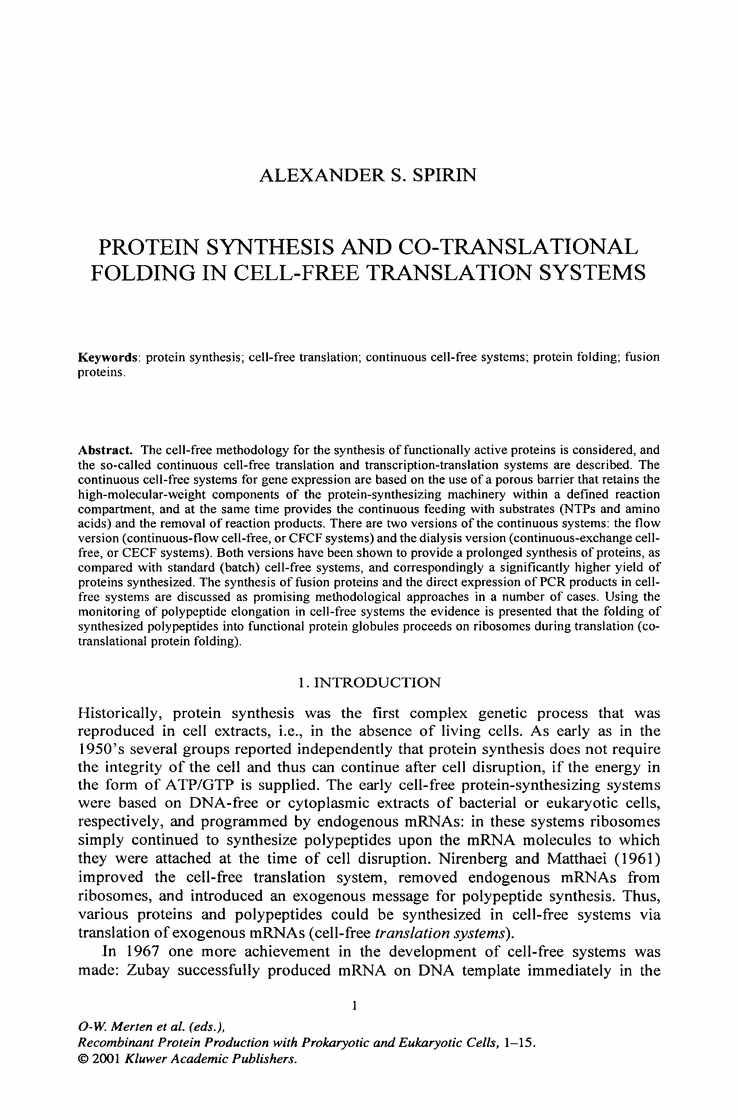 ALEXANDER S. SPIRIN
PROTEIN SYNTHESIS AND CO-TRANSLATIONAL
FOLDING IN CELL-FREE TRANSLATION SYSTEMS
Keywords: protein synthesis; cell-free translation; continuous cell-free systems; protein folding; fusion
proteins.
Abstract. The cell-free methodology for the synthesis of functionally active proteins is considered, and
the so-called continuous cell-free translation and transcription-translation systems are described. The
continuous cell-free systems for gene expression are based on the use of a porous barrier that retains the
high-molecular-weight components of the protein-synthesizing machinery within a defined reaction
compartment, and at the same time provides the continuous feeding with substrates (NTPs and amino
acids) and the removal of reaction products. There are two versions of the continuous systems: the flow
version (continuous-flow cell-free, or CFCF systems) and the dialysis version (continuous-exchange cell-
free, or CECF systems). Both versions have been shown to provide a prolonged synthesis of proteins, as
compared with standard (batch) cell-free systems, and correspondingly a significantly higher yield of
proteins synthesized. The synthesis of fusion proteins and the direct expression of PCR products in cell-
free systems are discussed as promising methodological approaches in a number of cases. Using the
monitoring of polypeptide elongation in cell-free systems the evidence is presented that the folding of
synthesized polypeptides into functional protein globules proceeds on ribosomes during translation (co-
translational protein folding).
1. INTRODUCTION
Historically, protein synthesis was the first complex genetic process that was
reproduced in cell extracts, i.e., in the absence of living cells. As early as in the
1950's several groups reported independently that protein synthesis does not require
the integrity of the cell and thus can continue after cell disruption, if the energy in
the form of ATP/GTP is supplied. The early cell-free protein-synthesizing systems
were based on DNA-free or cytoplasmic extracts of bacterial or eukaryotic cells,
respectively, and programmed by endogenous mRNAs: in these systems ribosomes
simply continued to synthesize polypeptides upon the mRNA molecules to which
they were attached at the time of cell disruption. Nirenberg and Matthaei (1961)
improved the cell-free translation system, removed endogenous mRNAs from
ribosomes, and introduced an exogenous message for polypeptide synthesis. Thus,
various proteins and polypeptides could be synthesized in cell-free systems via
translation of exogenous mRNAs (cell-free translation systems).
In 1967 one more achievement in the development of cell-free systems was
made: Zubay successfully produced mRNA on DNA template immediately in the
1
O-W. Merten et al. (eds.),
Recombinant Protein Production with Prokaryotic and Eukaryotic Cells, 1–15.
© 2001 Kluwer Academic Publishers.